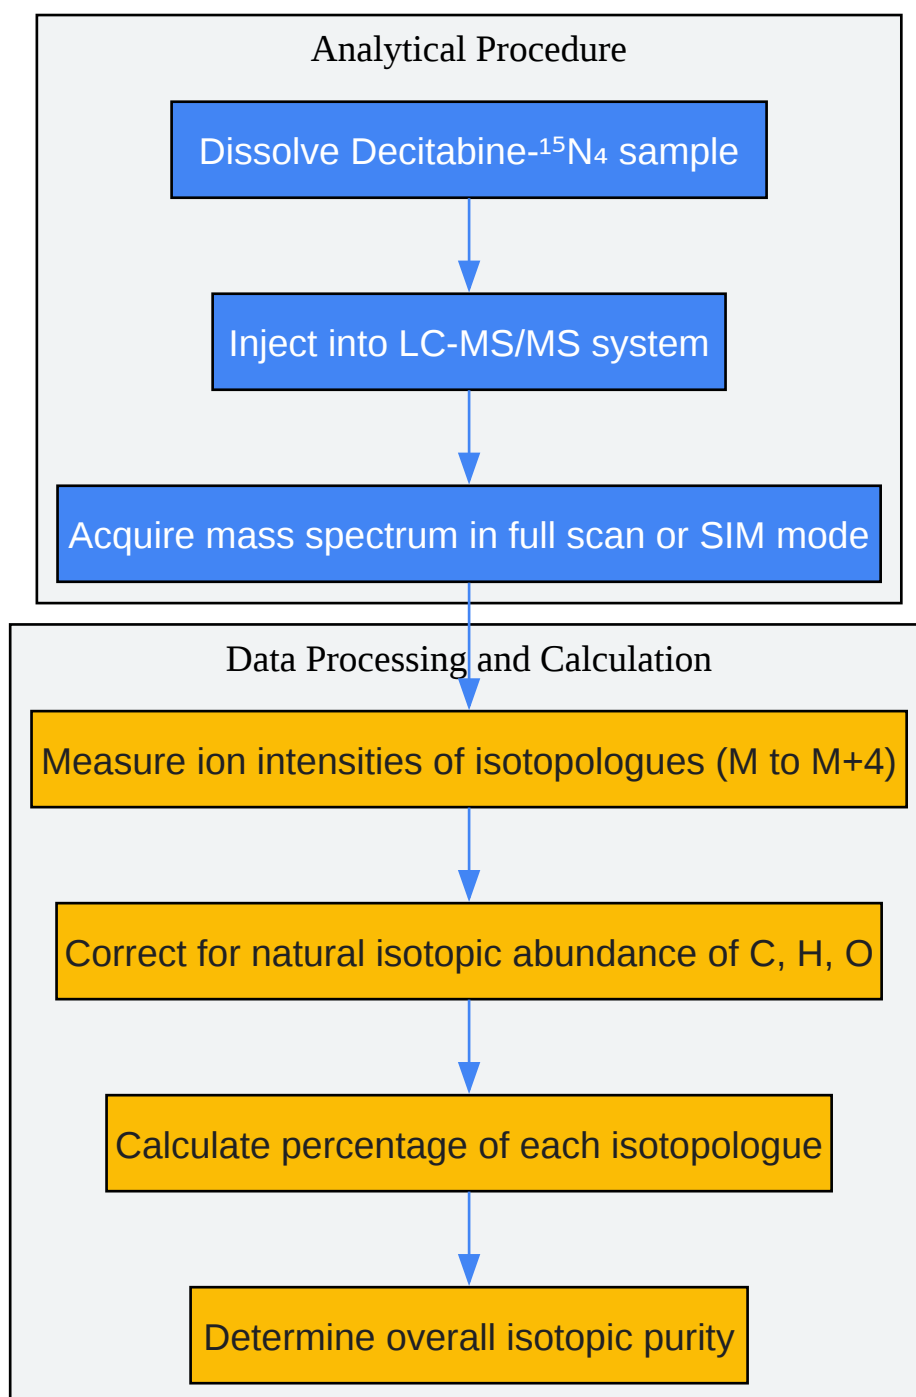 Analytical Procedure
Dissolve Decitabine-¹⁵N₄ sample
Inject into LC-MS/MS system
Acquire mass spectrum in full scan or SIM mode
Data Processing and Calculation
Measure ion intensities of isotopologues (M to M+4)
Correct for natural isotopic abundance of C, H, O
Calculate percentage of each isotopologue
Determine overall isotopic purity